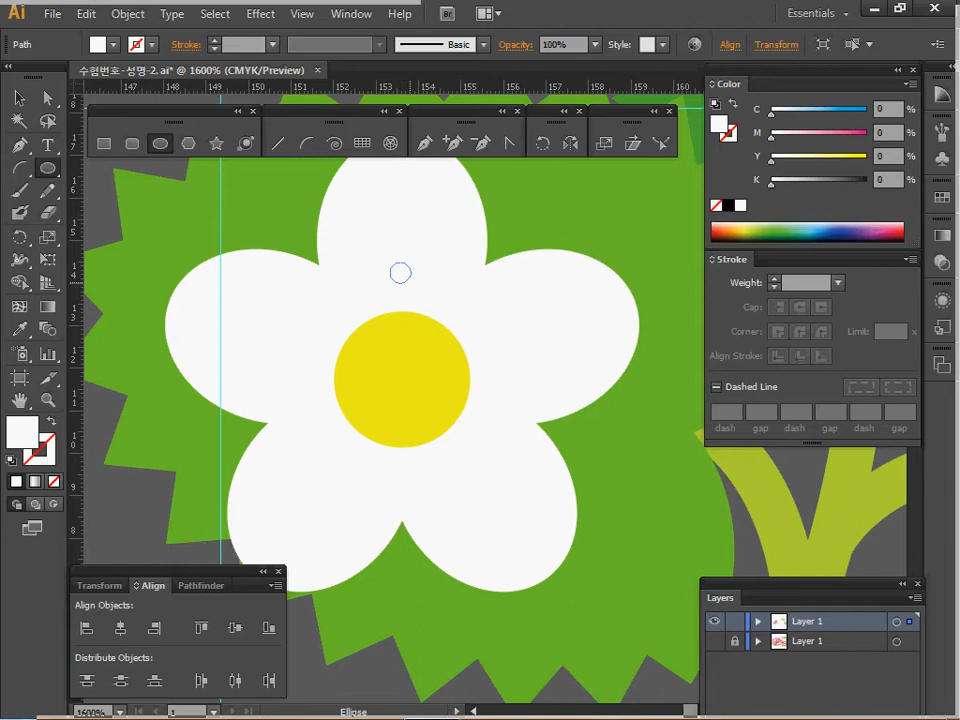 Ai File Edit Object Type Select Effect View Window Help Br Essentials
Path Stroke: Basic Opacity: 100% Style: Align Transform
수험번호-성명-2.ai* @ 1600% (CMYK/Preview) ×
147 148 149 150 151 152 153 154 155 156 157 158 159 160
Color
C 0 %
M 0 %
Y 0 %
K 0 %
Stroke
Weight:
Cap:
Corner: Limit: x
Align Stroke:
Dashed Line
dash gap dash gap dash gap
Transform Align Pathfinder
Align Objects:
Distribute Objects:
Layers
Layer 1
Layer 1
1600% 1 Ellipse